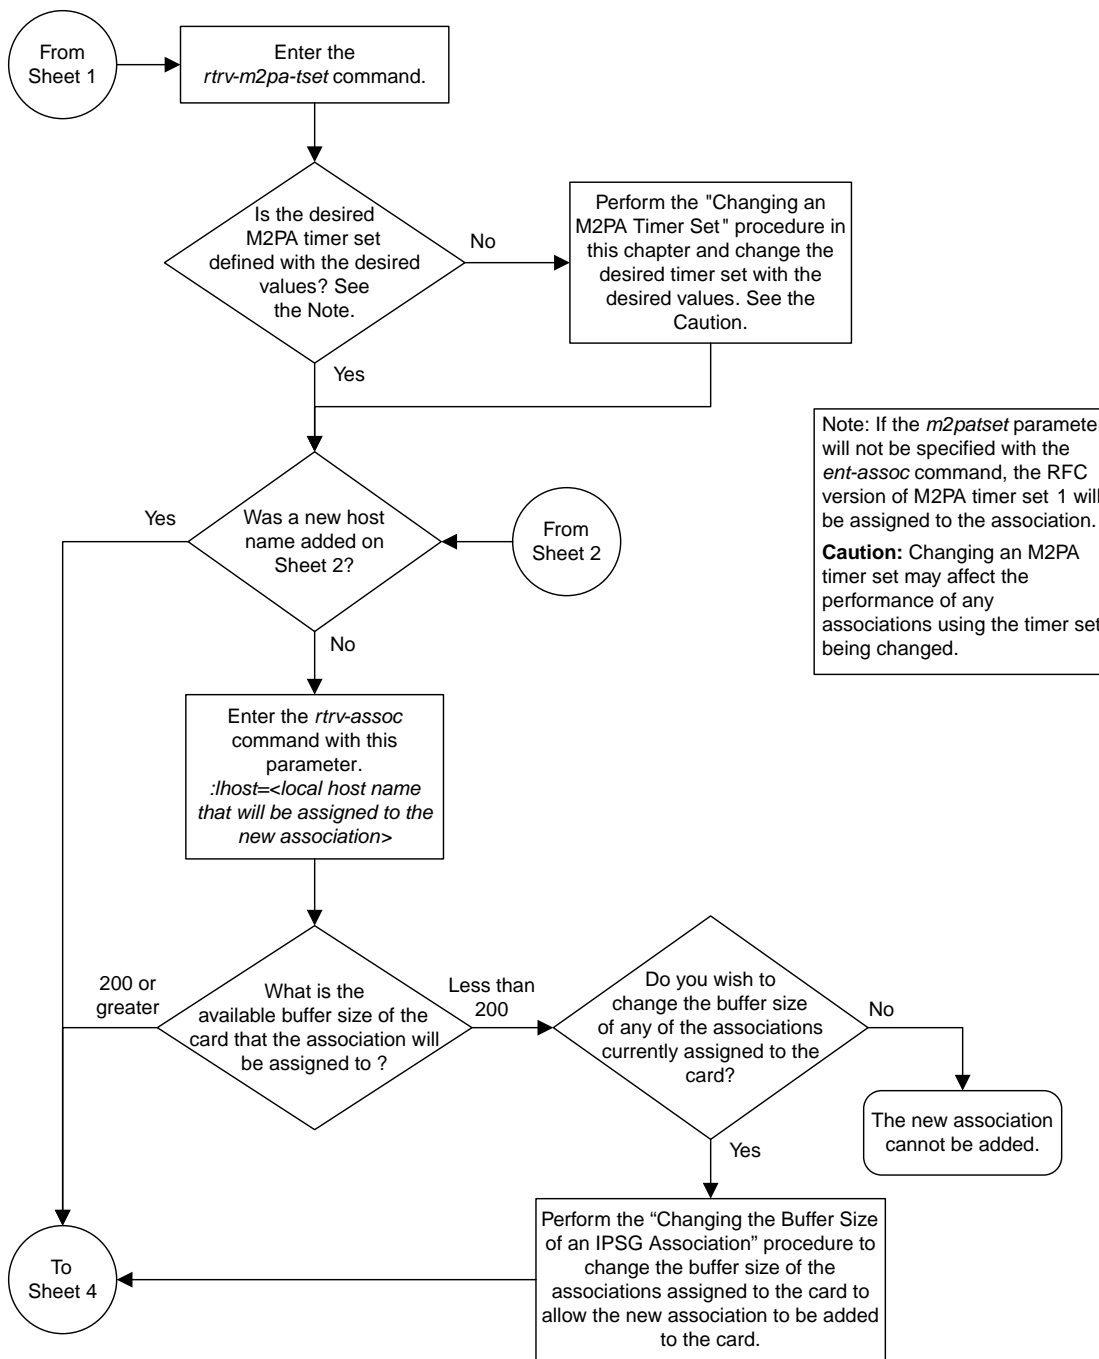 From
Sheet 1
Enter the
rtrv-m2pa-tset command.
Is the desired
M2PA timer set
defined with the desired
values? See
the Note.
No
Perform the "Changing an
M2PA Timer Set" procedure in
this chapter and change the
desired timer set with the
desired values. See the
Caution.
Yes
Note: If the m2patset parameter
will not be specified with the
ent-assoc command, the RFC
version of M2PA timer set 1 will
be assigned to the association.
Caution: Changing an M2PA
timer set may affect the
performance of any
associations using the timer set
being changed.
Yes
Was a new host
name added on
Sheet 2?
From
Sheet 2
No
Enter the rtrv-assoc
command with this
parameter.
:lhost=<local host name
that will be assigned to the
new association>
200 or
greater
What is the
available buffer size of the
card that the association will
be assigned to ?
Less than
200
Do you wish to
change the buffer size
of any of the associations
currently assigned to the
card?
No
The new association
cannot be added.
Yes
To
Sheet 4
Perform the “Changing the Buffer Size
of an IPSG Association” procedure to
change the buffer size of the
associations assigned to the card to
allow the new association to be added
to the card.